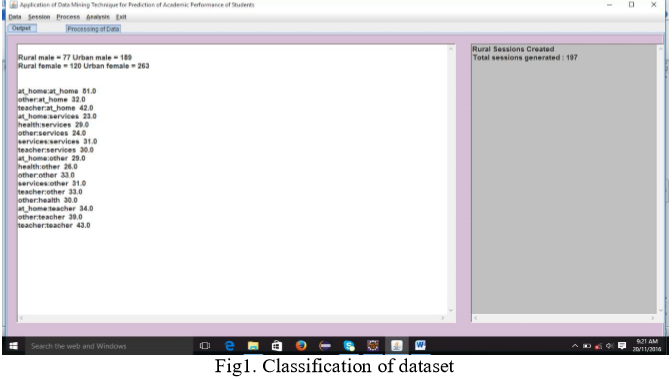 Application of Data Mining Technique for Prediction of Academic Performance of Students
Data Session Process Analysis Exit
Output Processing of Data
Rural male = 77 Urban male = 189
Rural female = 120 Urban female = 263
at_home:at_home 51.0
other:at_home 32.0
teacher:at_home 42.0
at_home:services 23.0
health:services 29.0
other:services 24.0
services:services 31.0
teacher:services 30.0
at_home:other 29.0
health:other 26.0
other:other 33.0
services:other 31.0
teacher:other 33.0
other:health 30.0
at_home:teacher 34.0
other:teacher 39.0
teacher:teacher 43.0
Rural Sessions Created
Total sessions generated : 197
Search the web and Windows
9:21 AM
20/11/2016
Fig1. Classification of dataset